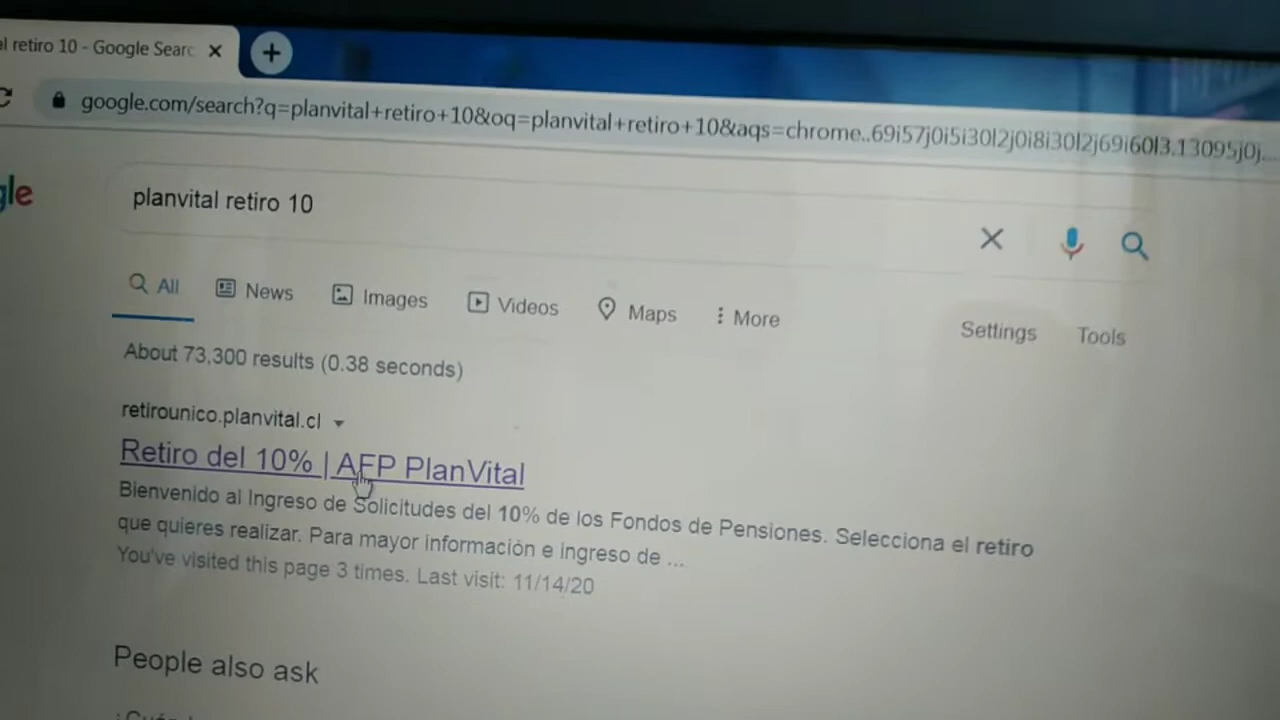 l retiro 10 - Google Searc
google.com/search?q=planvital+retiro+10&oq=planvital+retiro+10&aqs=chrome..69i57j0i5i30l2j0i8i30l2j69i60l3.13095j0j...
gle
planvital retiro 10
All News Images Videos Maps More Settings Tools
About 73,300 results (0.38 seconds)
retirounico.planvital.cl
Retiro del 10% | AFP PlanVital
Bienvenido al Ingreso de Solicitudes del 10% de los Fondos de Pensiones. Selecciona el retiro
que quieres realizar. Para mayor información e ingreso de ...
You've visited this page 3 times. Last visit: 11/14/20
People also ask